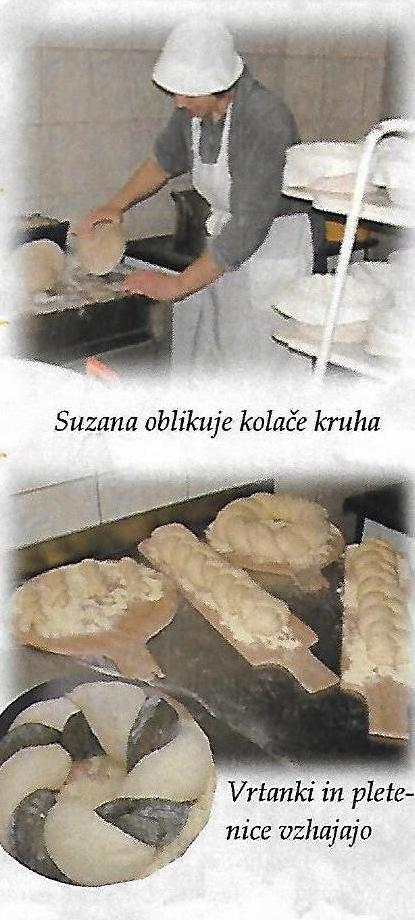 Suzana oblikuje kolače kruha
Vrtanki in plete-
nice vzhajajo